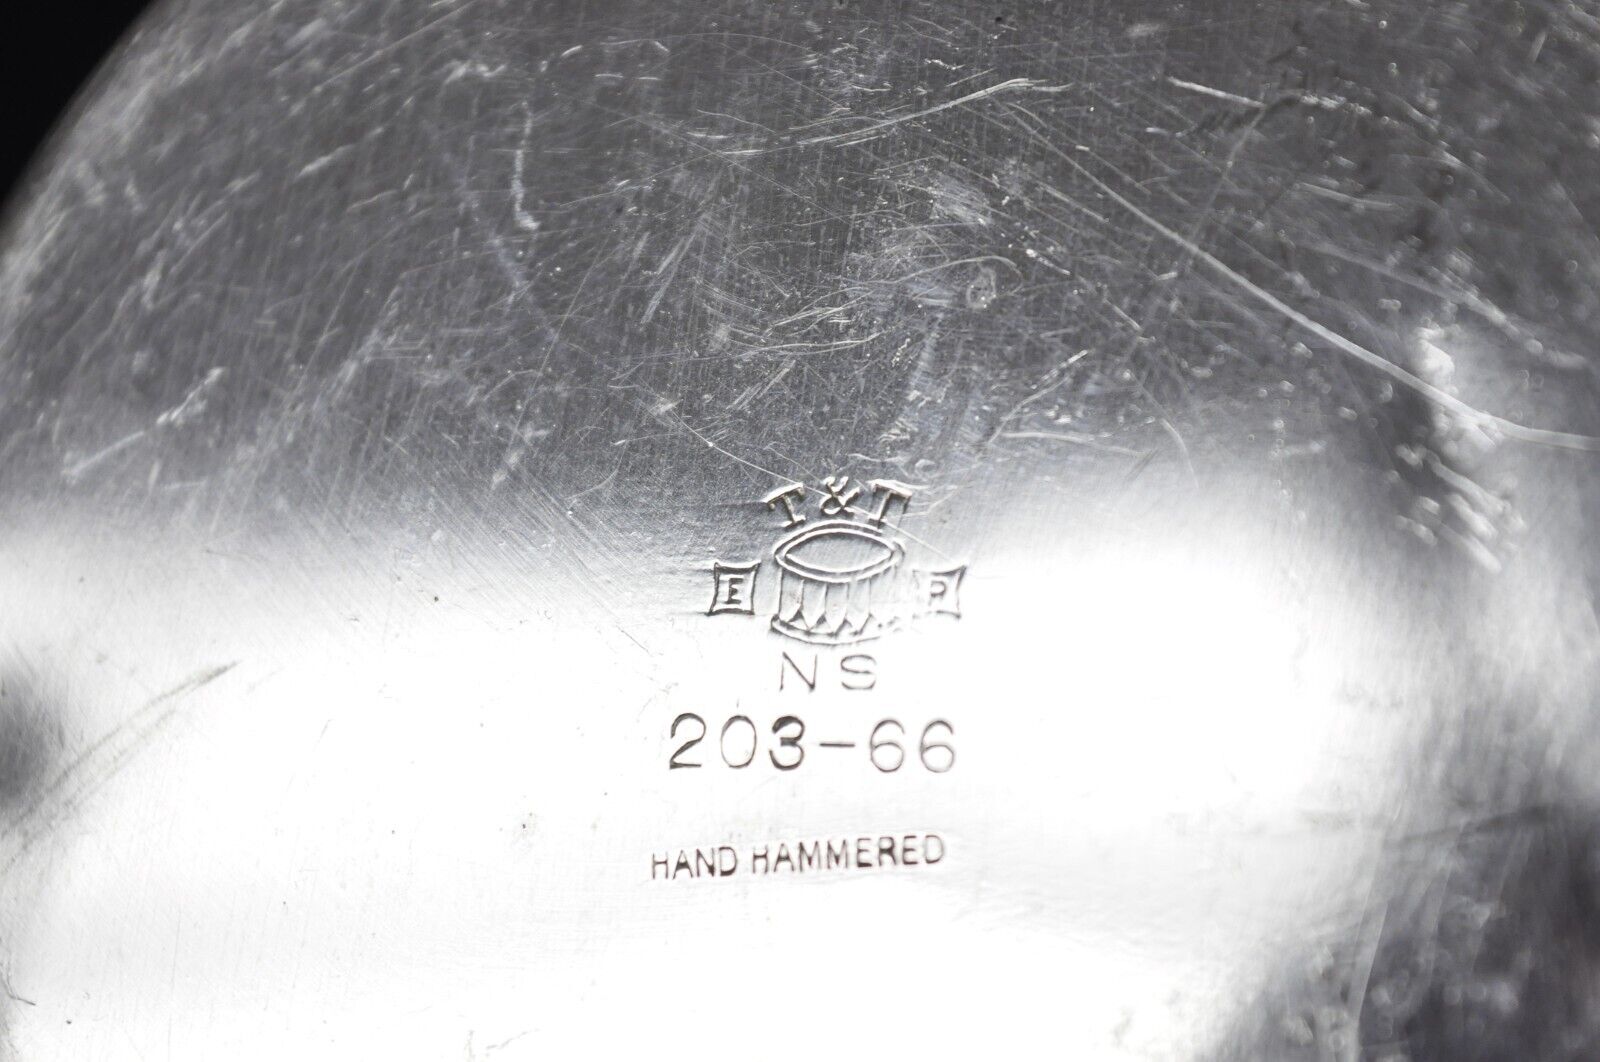 T&T
E P
NS
203-66
HAND HAMMERED